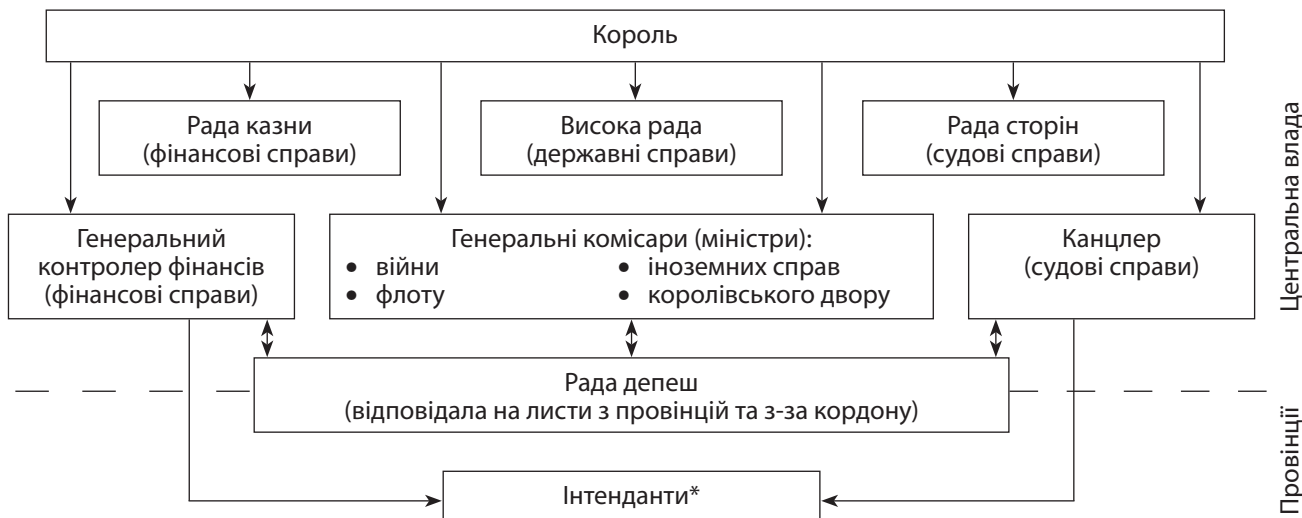 Король
Рада казни
(фінансові справи)
Висока рада
(державні справи)
Рада сторін
(судові справи)
Генеральний
контролер фінансів
(фінансові справи)
Генеральні комісари (міністри):
• війни
• флоту
• іноземних справ
• королівського двору
Канцлер
(судові справи)
Рада депеш
(відповідала на листи з провінцій та з-за кордону)
Інтенданти*
Центральна влада
Провінції